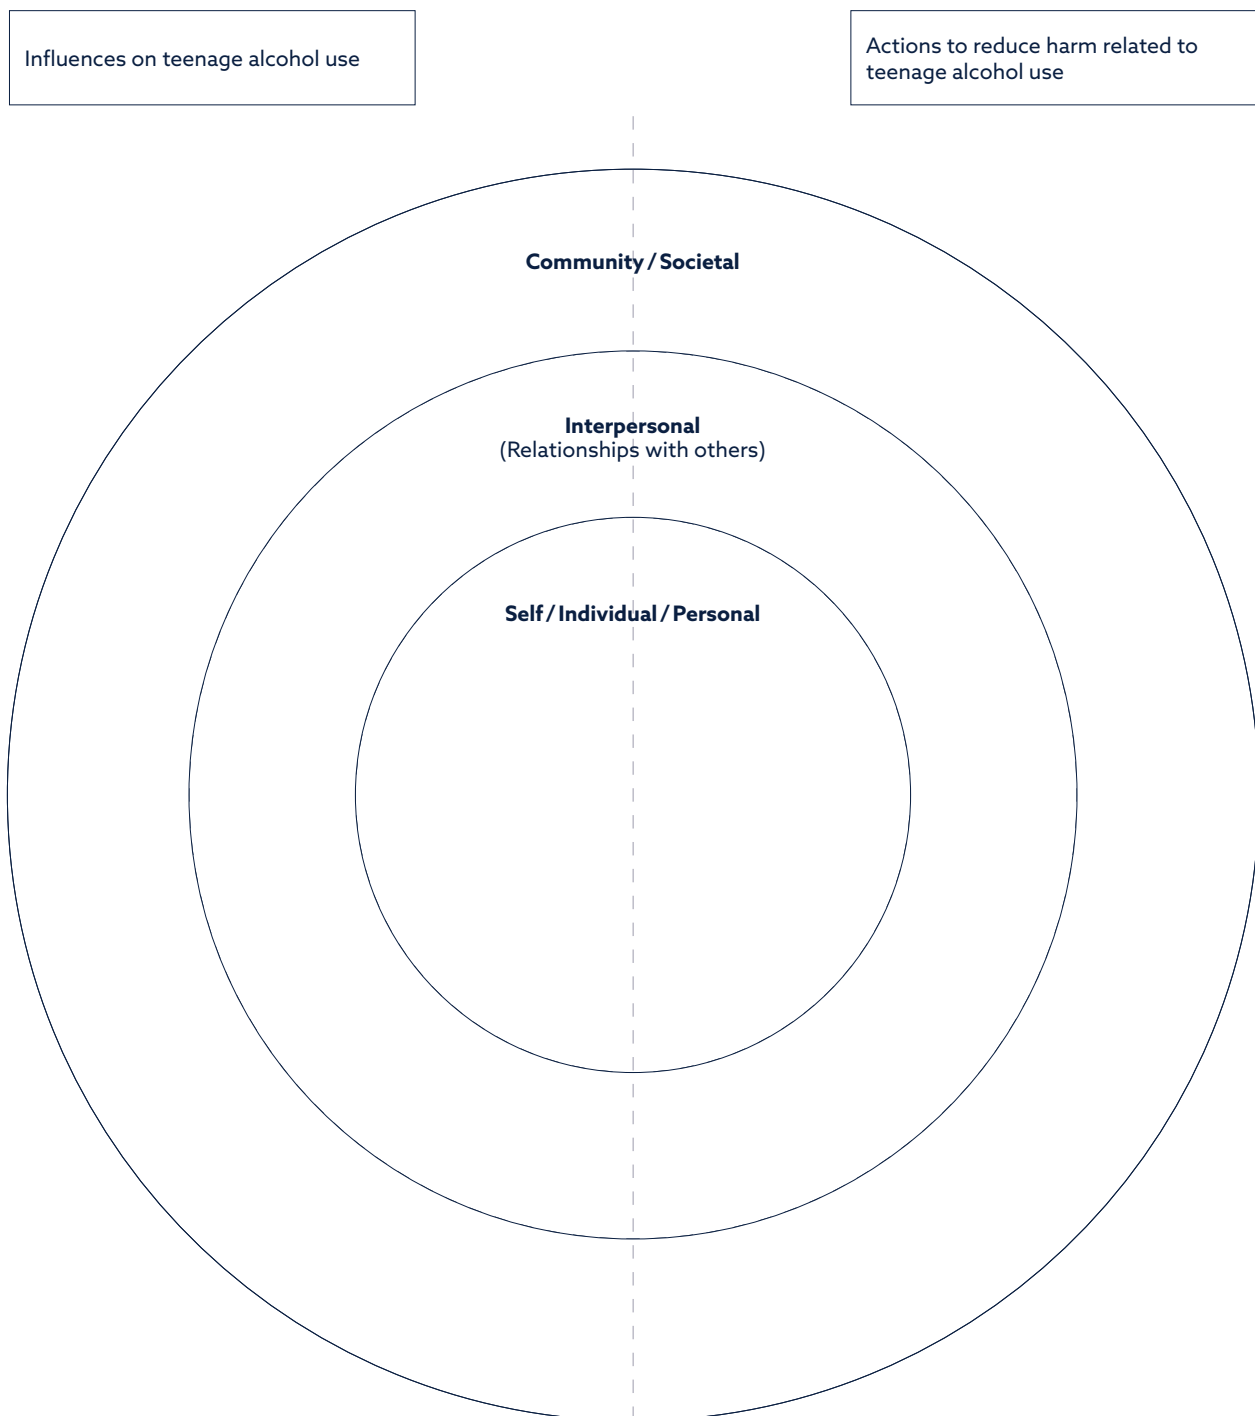 Influences on teenage alcohol use
Actions to reduce harm related to
teenage alcohol use
Community / Societal
Interpersonal
(Relationships with others)
Self / Individual / Personal